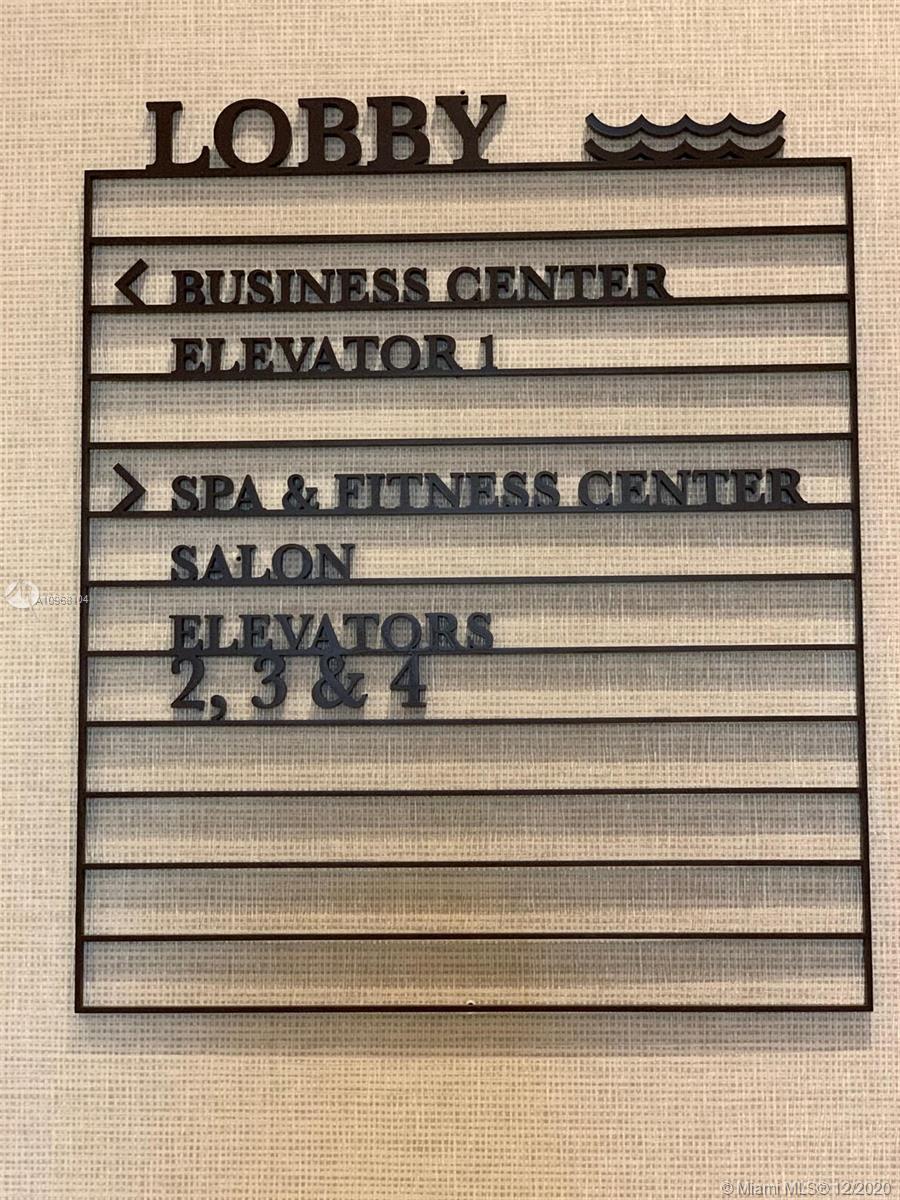 LOBBY
< BUSINESS CENTER
ELEVATOR 1
> SPA & FITNESS CENTER
SALON
ELEVATORS
2, 3 & 4
© Miami MLS® 12/2020